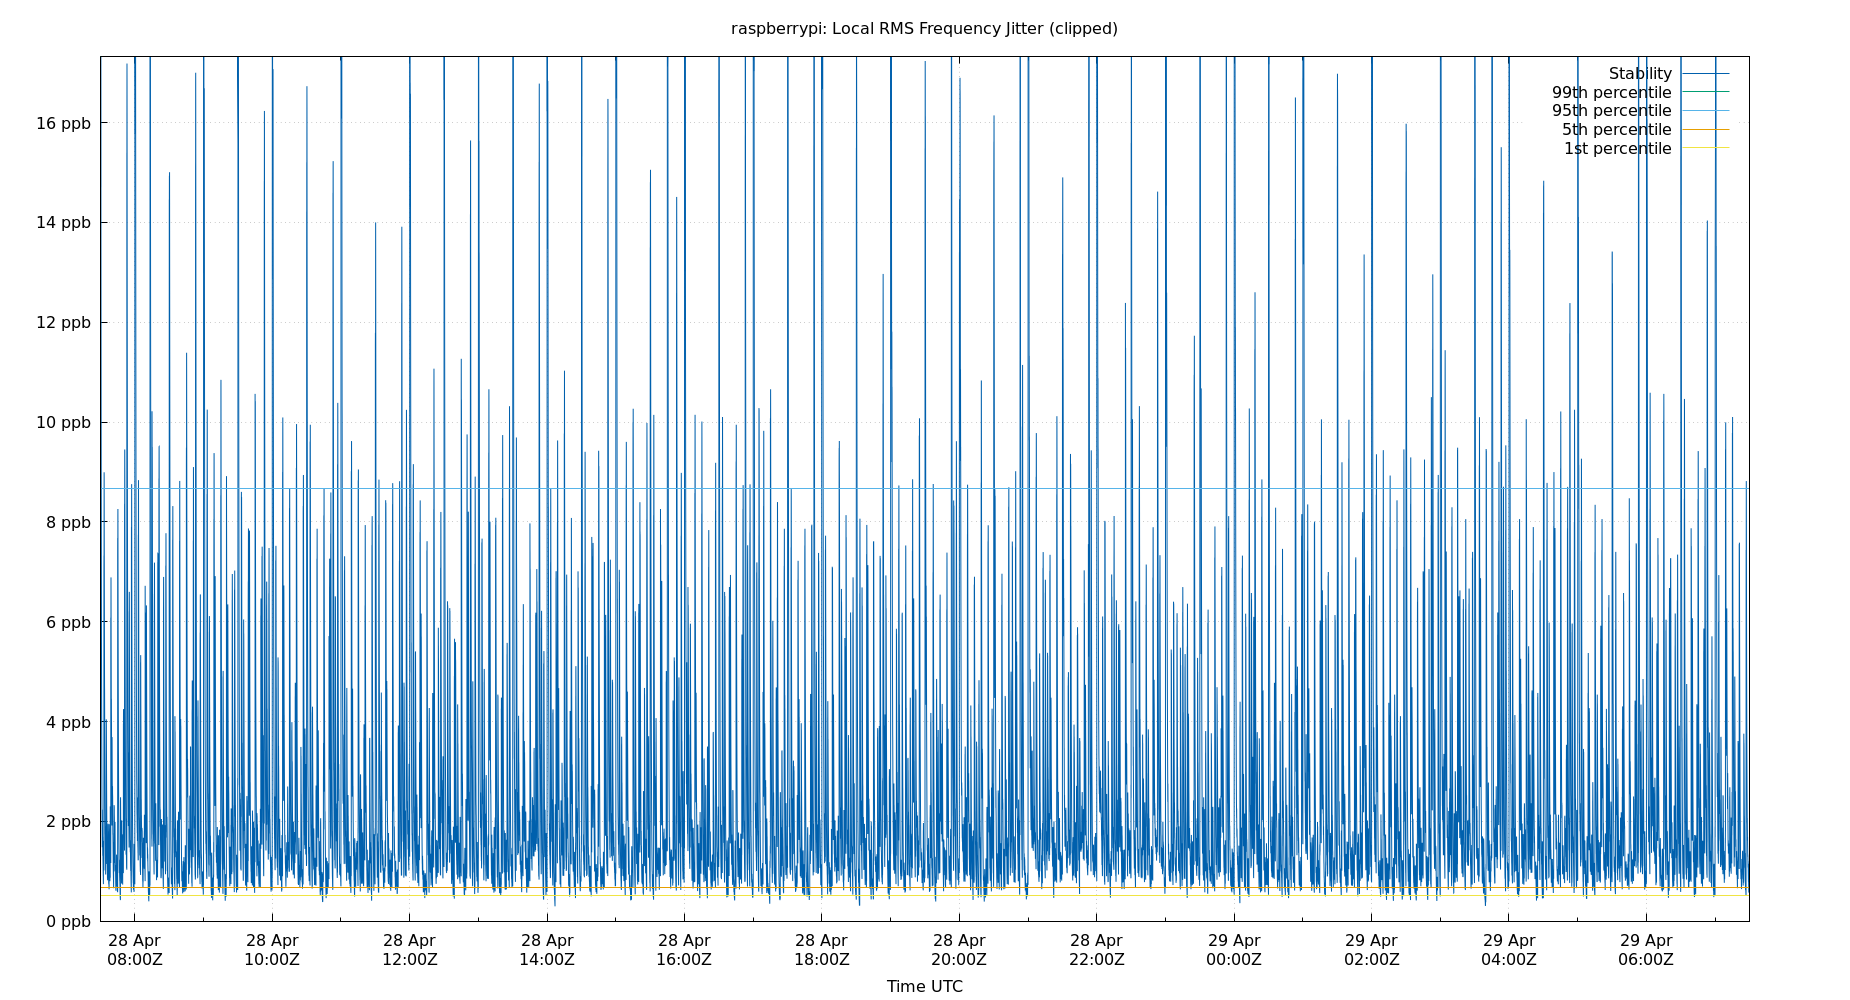 raspberrypi: Local RMS Frequency Jitter (clipped)
Stability
99th percentile
95th percentile
5th percentile
1st percentile
16 ppb
14 ppb
12 ppb
10 ppb
8 ppb
6 ppb
4 ppb
2 ppb
0 ppb
28 Apr 28 Apr 28 Apr 28 Apr 28 Apr 28 Apr 28 Apr 28 Apr 29 Apr 29 Apr 29 Apr 29 Apr
08:00Z 10:00Z 12:00Z 14:00Z 16:00Z 18:00Z 20:00Z 22:00Z 00:00Z 02:00Z 04:00Z 06:00Z
Time UTC